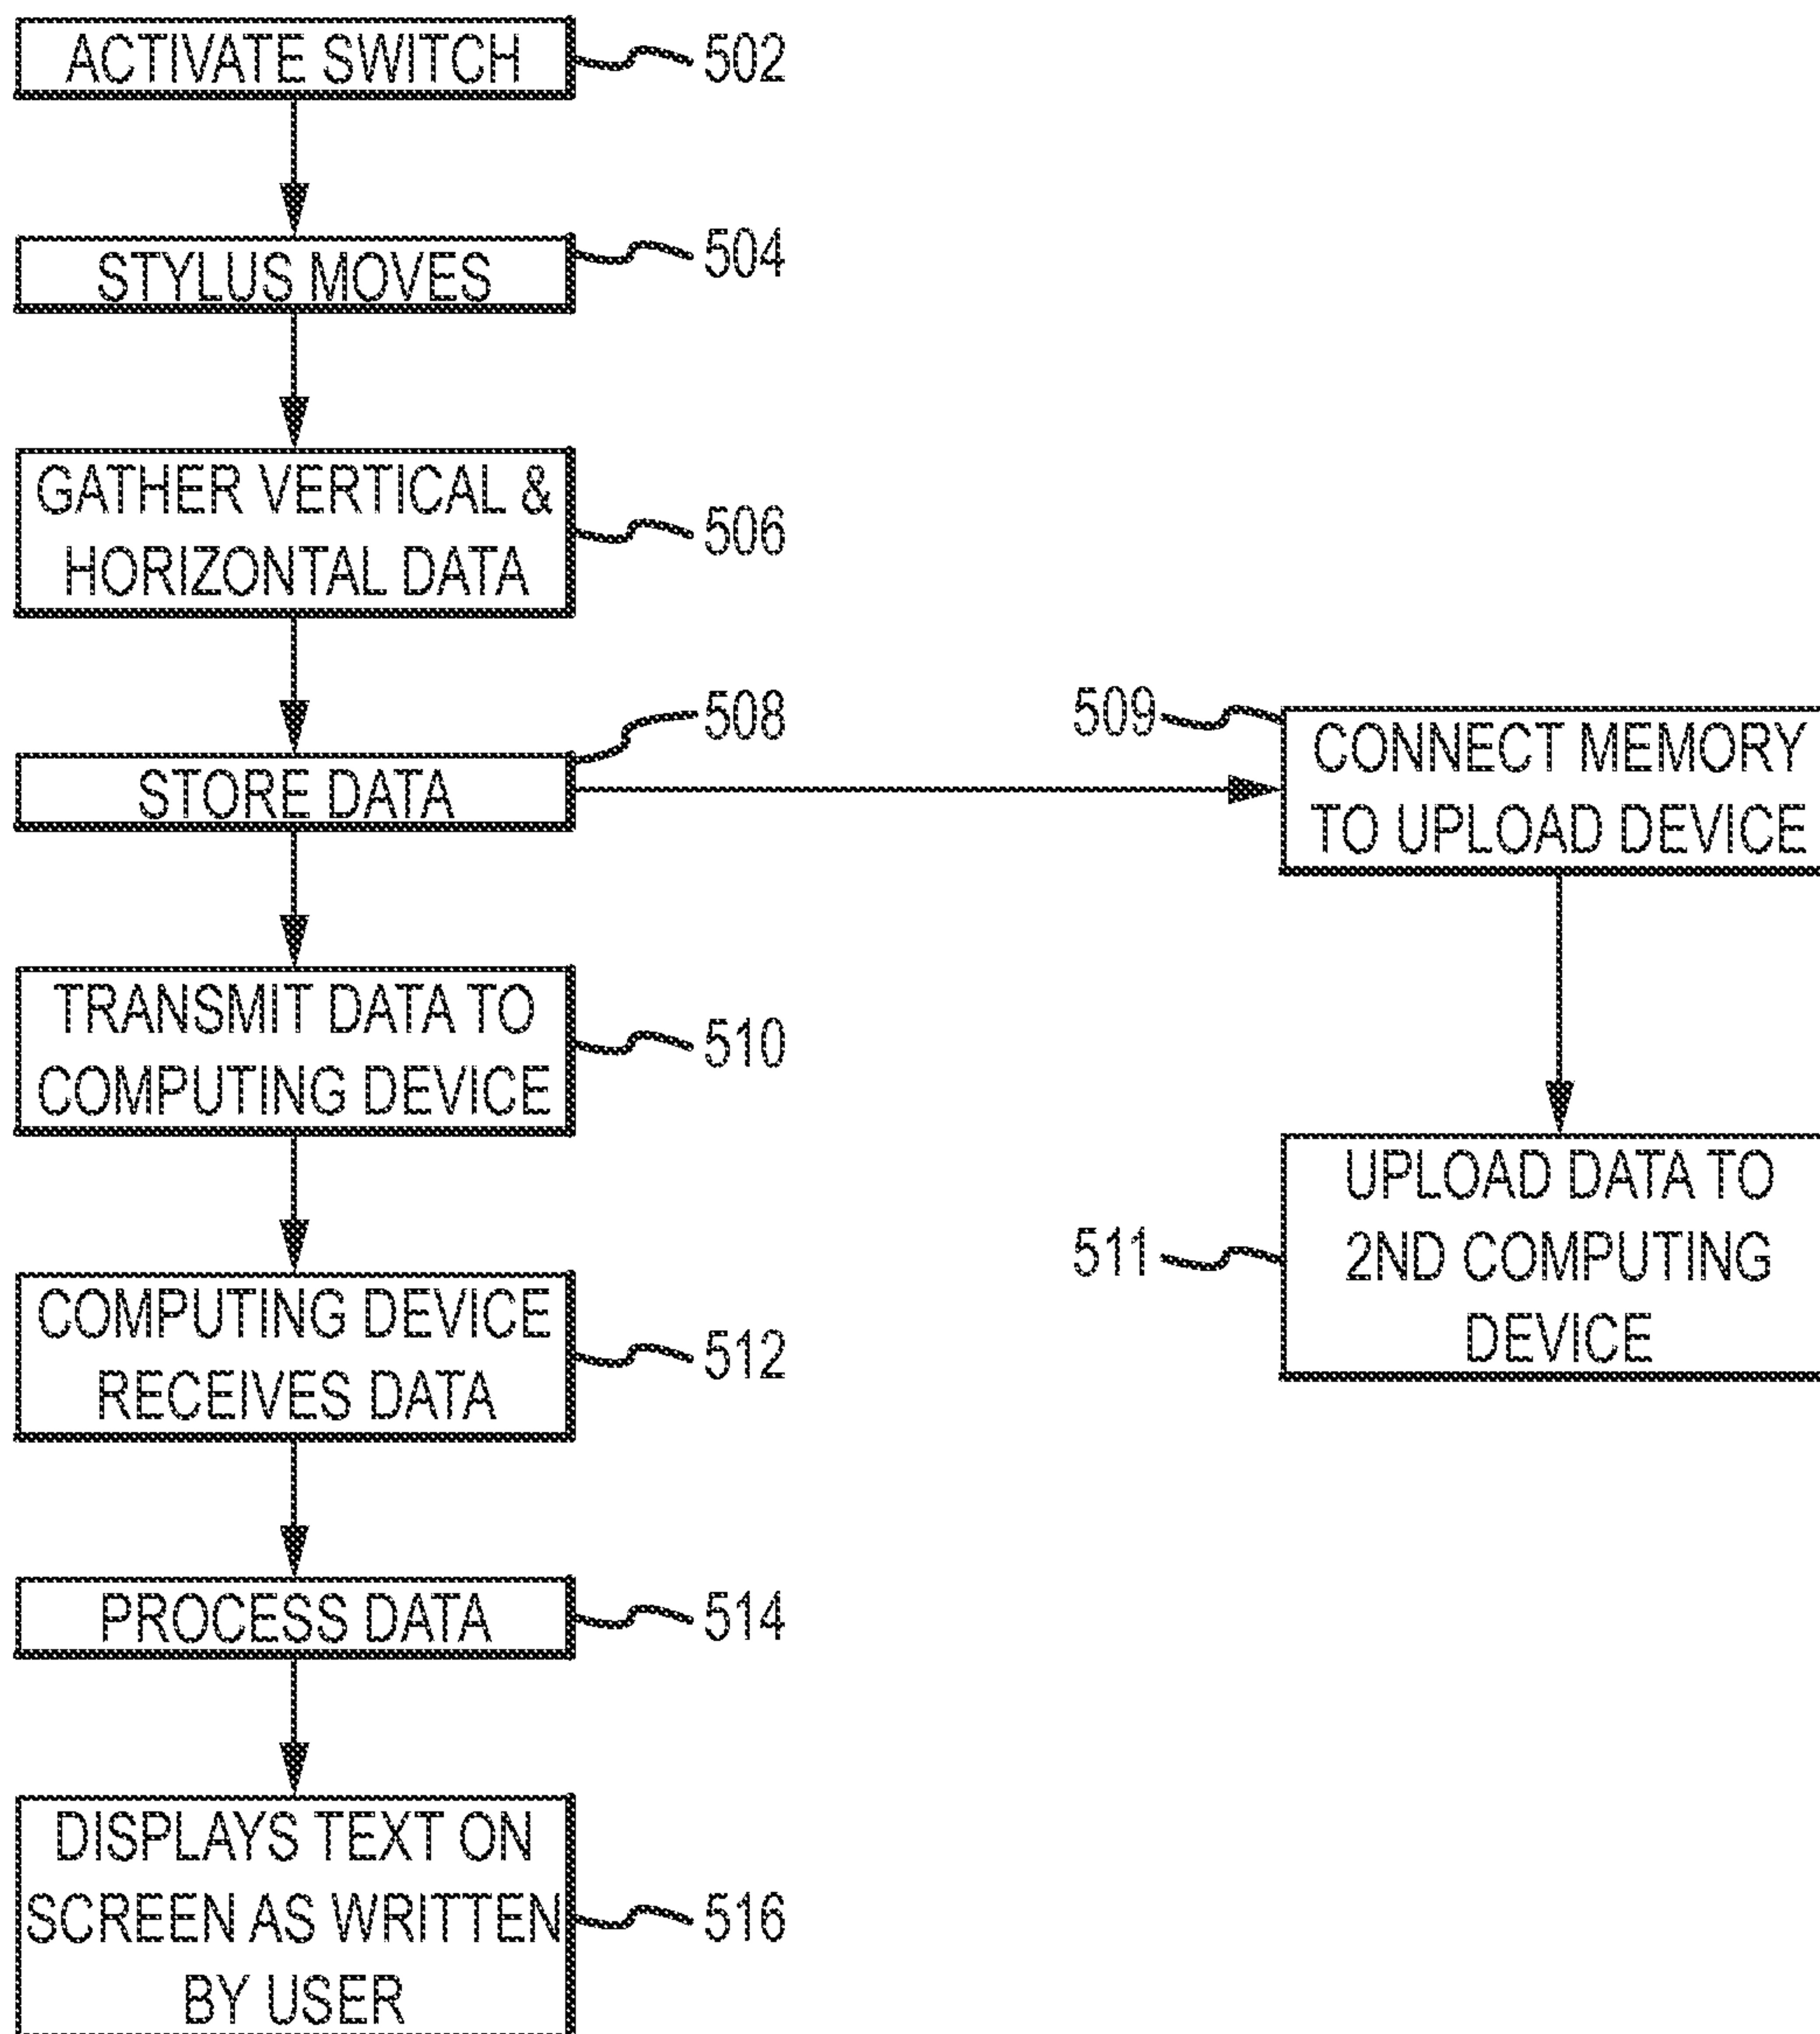 ACTIVATE SWITCH
502
STYLUS MOVES
504
GATHER VERTICAL &
HORIZONTAL DATA
506
STORE DATA
508
509
CONNECT MEMORY
TO UPLOAD DEVICE
TRANSMIT DATA TO
COMPUTING DEVICE
510
511
UPLOAD DATA TO
2ND COMPUTING
DEVICE
COMPUTING DEVICE
RECEIVES DATA
512
PROCESS DATA
514
DISPLAYS TEXT ON
SCREEN AS WRITTEN
BY USER
516